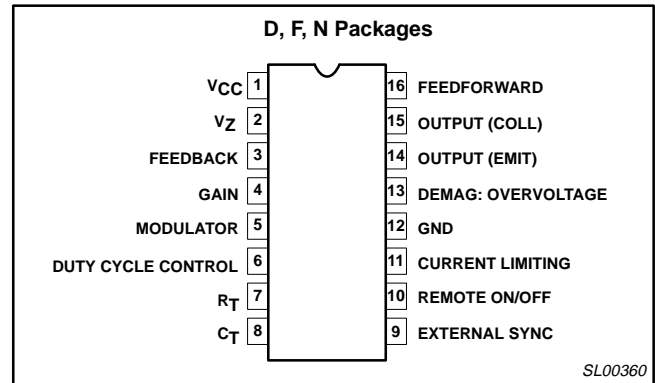 D, F, N Packages
VCC 1 16 FEEDFORWARD
VZ 2 15 OUTPUT (COLL)
FEEDBACK 3 14 OUTPUT (EMIT)
GAIN 4 13 DEMAG: OVERVOLTAGE
MODULATOR 5 12 GND
DUTY CYCLE CONTROL 6 11 CURRENT LIMITING
RT 7 10 REMOTE ON/OFF
CT 8 9 EXTERNAL SYNC
SL00360